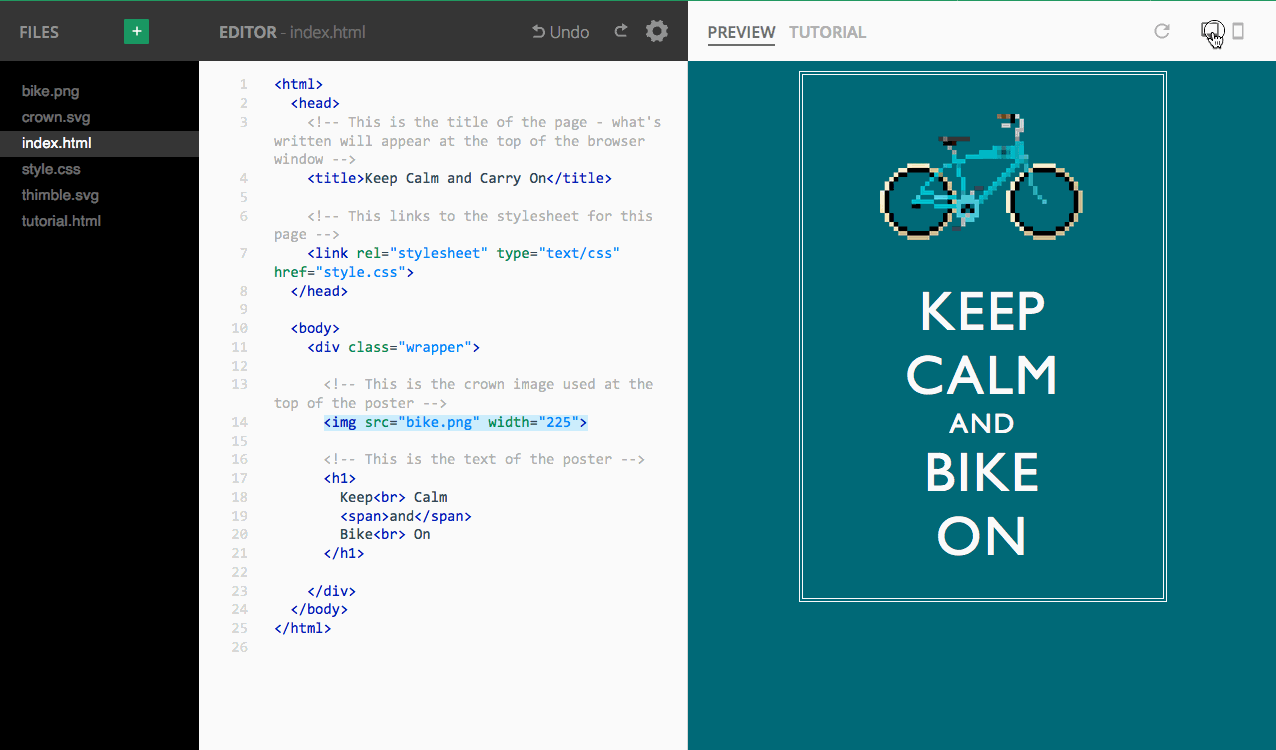 FILES
+
EDITOR - index.html
Undo
PREVIEW
TUTORIAL
bike.png
crown.svg
index.html
style.css
thimble.svg
tutorial.html
1 <html>
2 <head>
3 <!-- This is the title of the page - what's
written will appear at the top of the browser
window -->
4 <title>Keep Calm and Carry On</title>
5
6 <!-- This links to the stylesheet for this
page -->
7 <link rel="stylesheet" type="text/css"
href="style.css">
8 </head>
9
10 <body>
11 <div class="wrapper">
12
13 <!-- This is the crown image used at the
top of the poster -->
14 <img src="bike.png" width="225">
15
16 <!-- This is the text of the poster -->
17 <h1>
18 Keep<br> Calm
19 <span>and</span>
20 Bike<br> On
21 </h1>
22
23 </div>
24 </body>
25 </html>
26
KEEP
CALM
AND
BIKE
ON